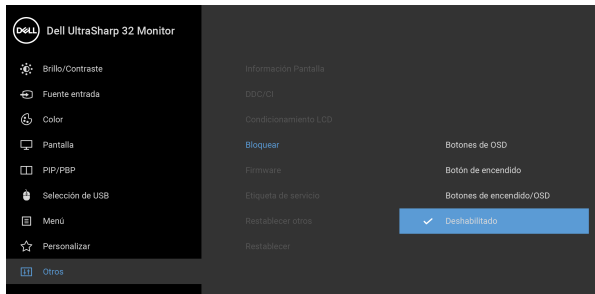 DELL Dell UltraSharp 32 Monitor
Brillo/Contraste
Fuente entrada
Color
Pantalla
PIP/PBP
Selección de USB
Menú
Personalizar
Otros
Información Pantalla
DDC/CI
Condicionamiento LCD
Bloquear
Firmware
Etiqueta de servicio
Restablecer otros
Restablecer
Botones de OSD
Botón de encendido
Botones de encendido/OSD
Deshabilitado